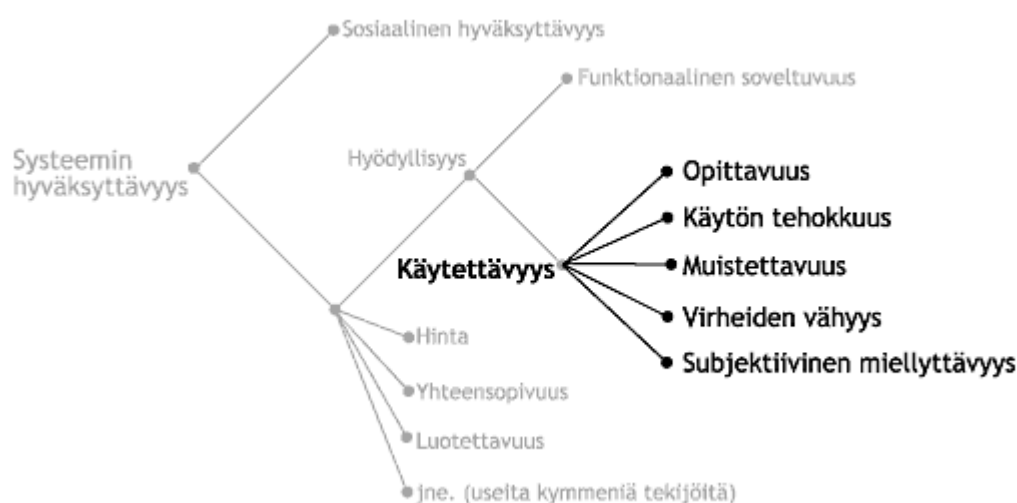 Sosiaalinen hyväksyttävyys
Funktionaalinen soveltuvuus
Systeemin
hyväksyttävyys
Hyödyllisyys
Opittavuus
Käytön tehokkuus
Käytettävyys
Muistettavuus
Virheiden vähyys
Subjektiivinen miellyttävyys
Hinta
Yhteensopivuus
Luotettavuus
jne. (useita kymmeniä tekijöitä)